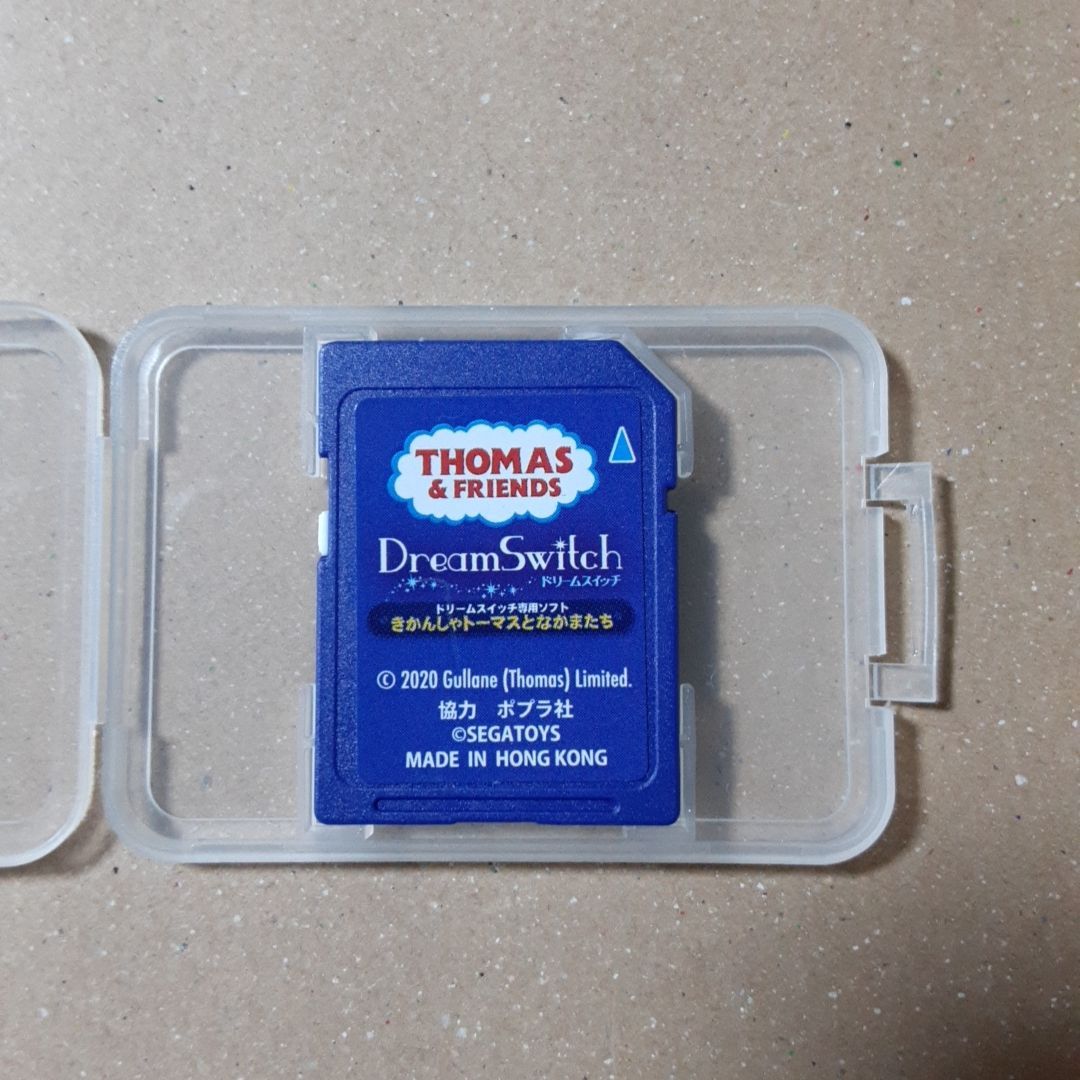 THOMAS
& FRIENDS
DreamSwitch
ドリームスイッチ
ドリームスイッチ専用ソフト
きかんしゃトーマスとなかまたち
© 2020 Gullane (Thomas) Limited.
協力 ポプラ社
©SEGATOYS
MADE IN HONG KONG